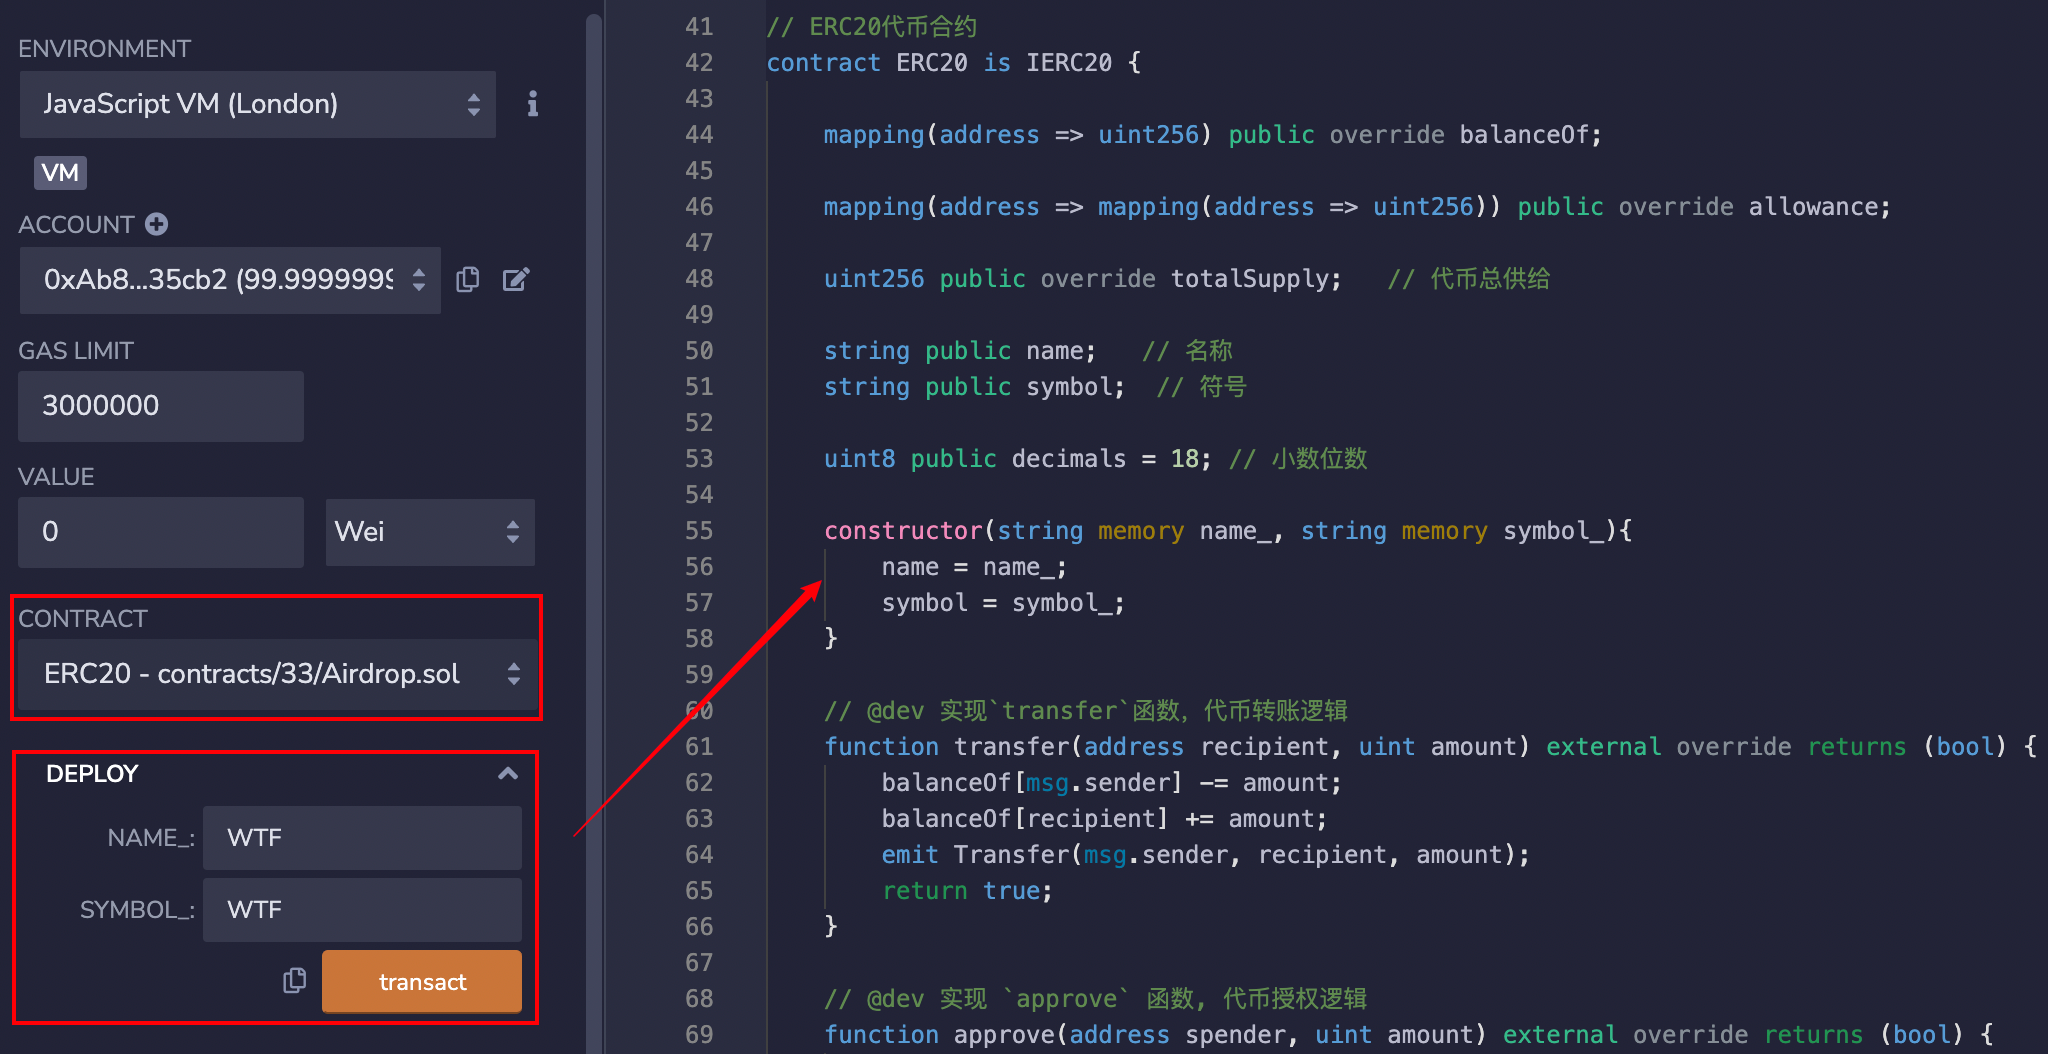 ENVIRONMENT
JavaScript VM (London)
VM
ACCOUNT
0xAb8...35cb2 (99.9999999
GAS LIMIT
3000000
VALUE
0
Wei
CONTRACT
ERC20 - contracts/33/Airdrop.sol
DEPLOY
NAME_:
WTF
SYMBOL_:
WTF
transact
41 // ERC20代币合约
42 contract ERC20 is IERC20 {
43
44 mapping(address => uint256) public override balanceOf;
45
46 mapping(address => mapping(address => uint256)) public override allowance;
47
48 uint256 public override totalSupply; // 代币总供给
49
50 string public name; // 名称
51 string public symbol; // 符号
52
53 uint8 public decimals = 18; // 小数位数
54
55 constructor(string memory name_, string memory symbol_){
56 name = name_;
57 symbol = symbol_;
58 }
59
60 // @dev 实现`transfer`函数，代币转账逻辑
61 function transfer(address recipient, uint amount) external override returns (bool) {
62 balanceOf[msg.sender] -= amount;
63 balanceOf[recipient] += amount;
64 emit Transfer(msg.sender, recipient, amount);
65 return true;
66 }
67
68 // @dev 实现 `approve` 函数, 代币授权逻辑
69 function approve(address spender, uint amount) external override returns (bool) {